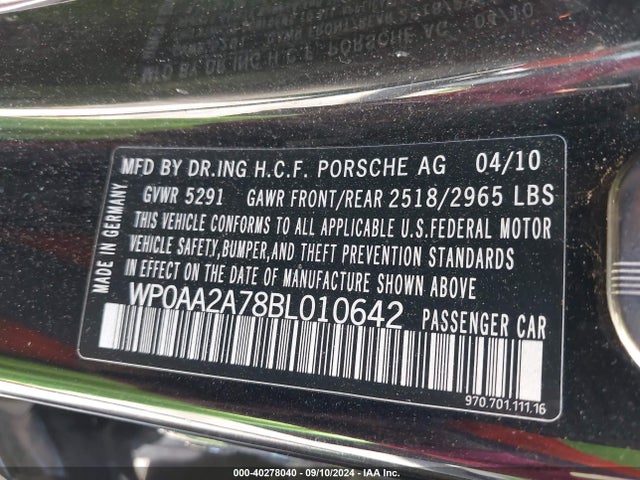 MFD BY DR.ING H.C.F. PORSCHE AG 04/10
GVWR 5291 GAWR FRONT/REAR 2518/2965 LBS
THIS VEHICLE CONFORMS TO ALL APPLICABLE U.S.FEDERAL MOTOR
VEHICLE SAFETY,BUMPER,AND THEFT PREVENTION STANDARDS
IN EFFECT ON THE DATE OF MANUFACTURE SHOWN ABOVE
WP0AA2A78BL010642 PASSENGER CAR
970.701.111.16
MADE IN GERMANY
000-40278040 - 09/10/2024 - IAA Inc.